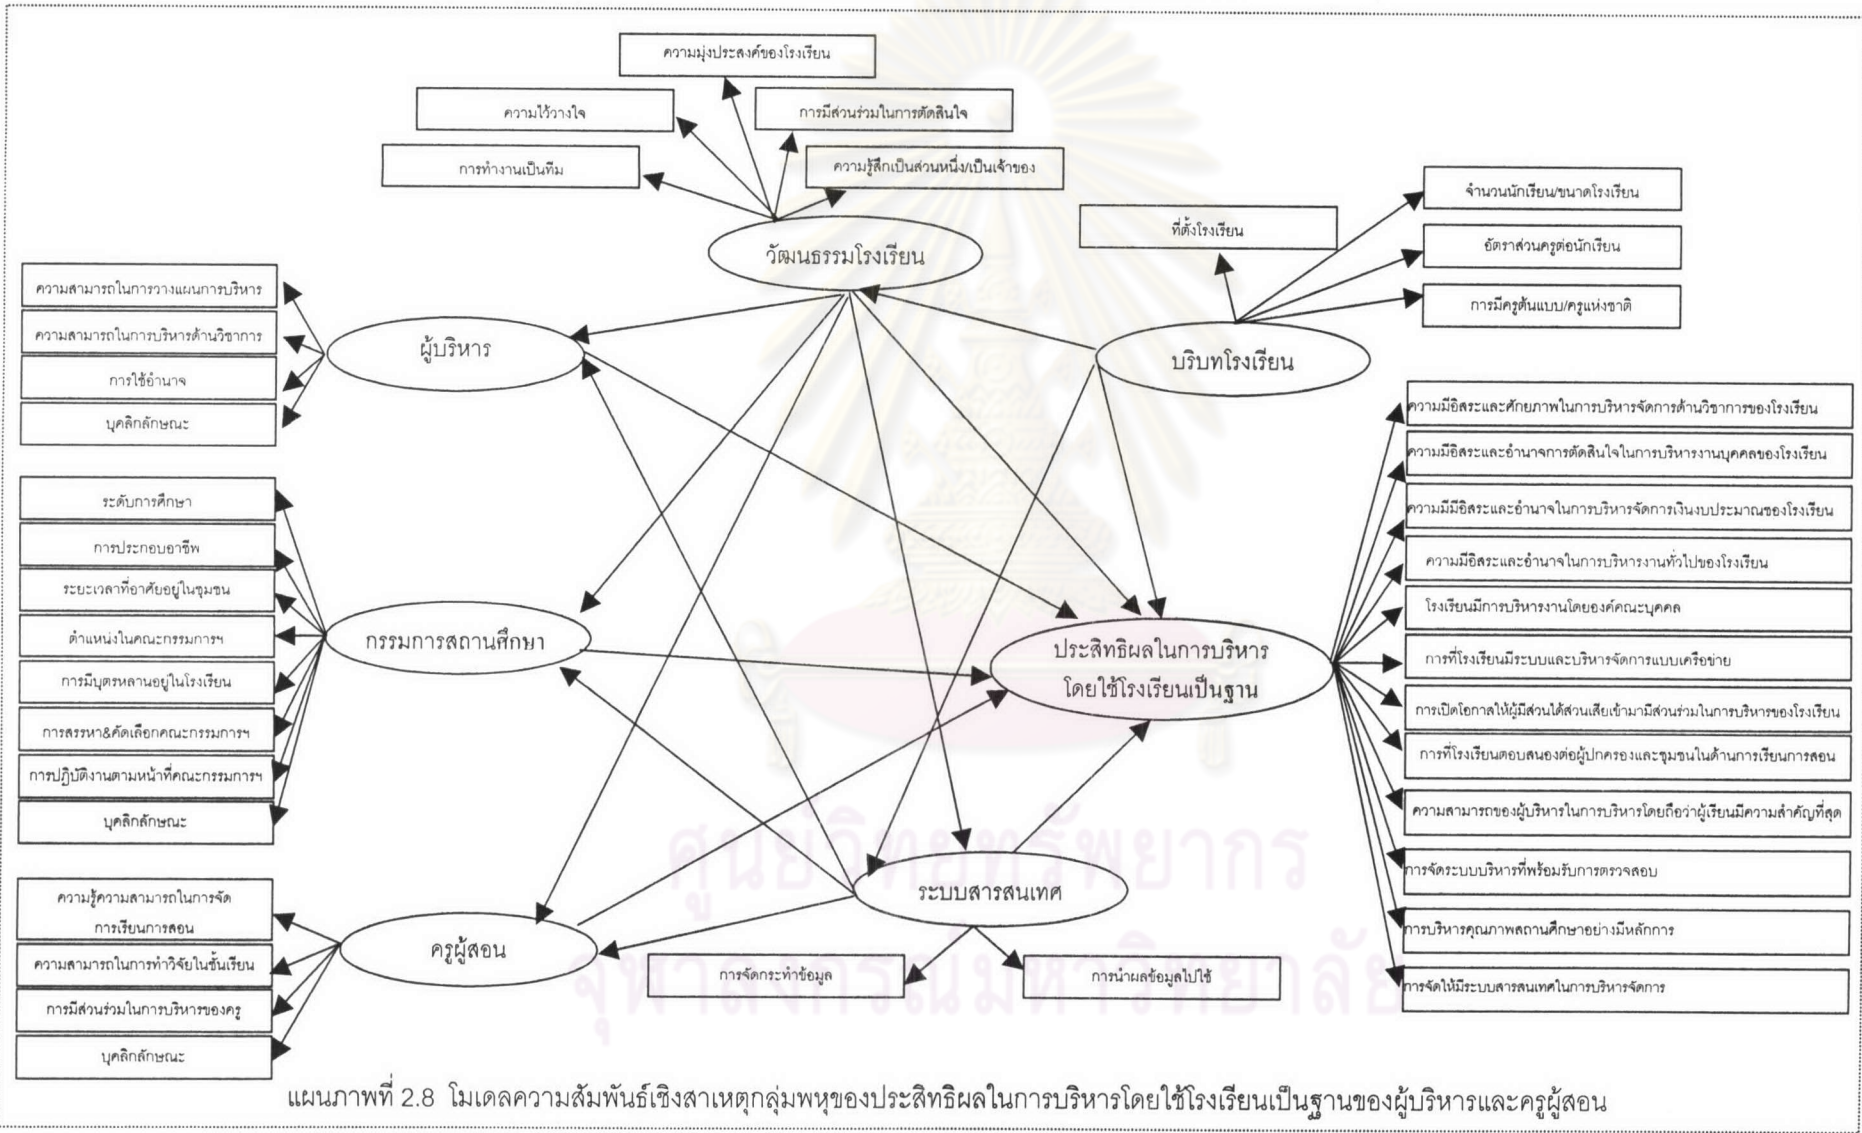 ความมุ่งประสงค์ของโรงเรียน
ความไว้วางใจ
การมีส่วนร่วมในการตัดสินใจ
การทำงานเป็นทีม
ความรู้สึกเป็นส่วนหนึ่ง/เป็นเจ้าของ
วัฒนธรรมโรงเรียน
ที่ตั้งโรงเรียน
จำนวนนักเรียน/ขนาดโรงเรียน
อัตราส่วนครูต่อนักเรียน
การมีครูต้นแบบ/ครูแห่งชาติ
บริบทโรงเรียน
ความสามารถในการวางแผนการบริหาร
ความสามารถในการบริหารด้านวิชาการ
การใช้อำนาจ
บุคลิกลักษณะ
ผู้บริหาร
ระดับการศึกษา
การประกอบอาชีพ
ระยะเวลาที่อาศัยอยู่ในชุมชน
ตำแหน่งในคณะกรรมการฯ
การมีบุตรหลานอยู่ในโรงเรียน
การสรรหา&คัดเลือกคณะกรรมการฯ
การปฏิบัติงานตามหน้าที่คณะกรรมการฯ
บุคลิกลักษณะ
กรรมการสถานศึกษา
ประสิทธิผลในการบริหาร
โดยใช้โรงเรียนเป็นฐาน
ความมีอิสระและศักยภาพในการบริหารจัดการด้านวิชาการของโรงเรียน
ความมีอิสระและอำนาจการตัดสินใจในการบริหารงานบุคคลของโรงเรียน
ความมีมีอิสระและอำนาจในการบริหารจัดการเงินงบประมาณของโรงเรียน
ความมีอิสระและอำนาจในการบริหารงานทั่วไปของโรงเรียน
โรงเรียนมีการบริหารงานโดยองค์คณะบุคคล
การที่โรงเรียนมีระบบและบริหารจัดการแบบเครือข่าย
การเปิดโอกาสให้ผู้มีส่วนได้ส่วนเสียเข้ามามีส่วนร่วมในการบริหารของโรงเรียน
การที่โรงเรียนตอบสนองต่อผู้ปกครองและชุมชนในด้านการเรียนการสอน
ความสามารถของผู้บริหารในการบริหารโดยถือว่าผู้เรียนมีความสำคัญที่สุด
การจัดระบบบริหารที่พร้อมรับการตรวจสอบ
การบริหารคุณภาพสถานศึกษาอย่างมีหลักการ
การจัดให้มีระบบสารสนเทศในการบริหารจัดการ
ความรู้ความสามารถในการจัด
การเรียนการสอน
ความสามารถในการทำวิจัยในชั้นเรียน
การมีส่วนร่วมในการบริหารของครู
บุคลิกลักษณะ
ครูผู้สอน
ระบบสารสนเทศ
การจัดกระทำข้อมูล
การนำผลข้อมูลไปใช้
ศูนย์วิทยทรัพยากร
จุฬาลงกรณ์มหาวิทยาลัย
แผนภาพที่ 2.8 โมเดลความสัมพันธ์เชิงสาเหตุกลุ่มพหุของประสิทธิผลในการบริหารโดยใช้โรงเรียนเป็นฐานของผู้บริหารและครูผู้สอน